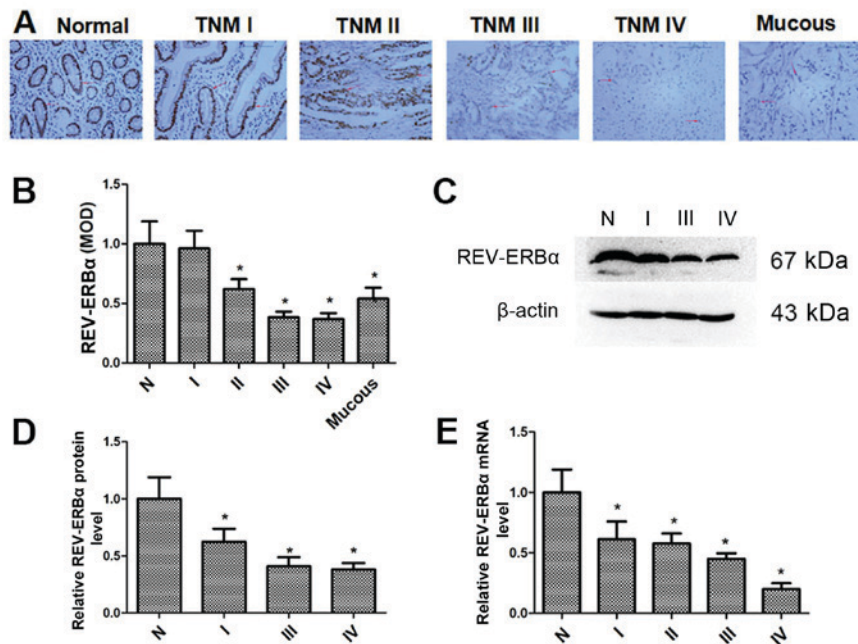 A
Normal
TNM I
TNM II
TNM III
TNM IV
Mucous
B
REV-ERBα (MOD)
1.5
1.0
0.5
0.0
N
I
II
III
IV
Mucous
*
*
*
*
C
N I III IV
REV-ERBα 67 kDa
β-actin 43 kDa
D
Relative REV-ERBα protein
level
1.5
1.0
0.5
0.0
N
I
III
IV
*
*
*
E
Relative REV-ERBα mRNA
level
1.5
1.0
0.5
0.0
N
I
II
III
IV
*
*
*
*